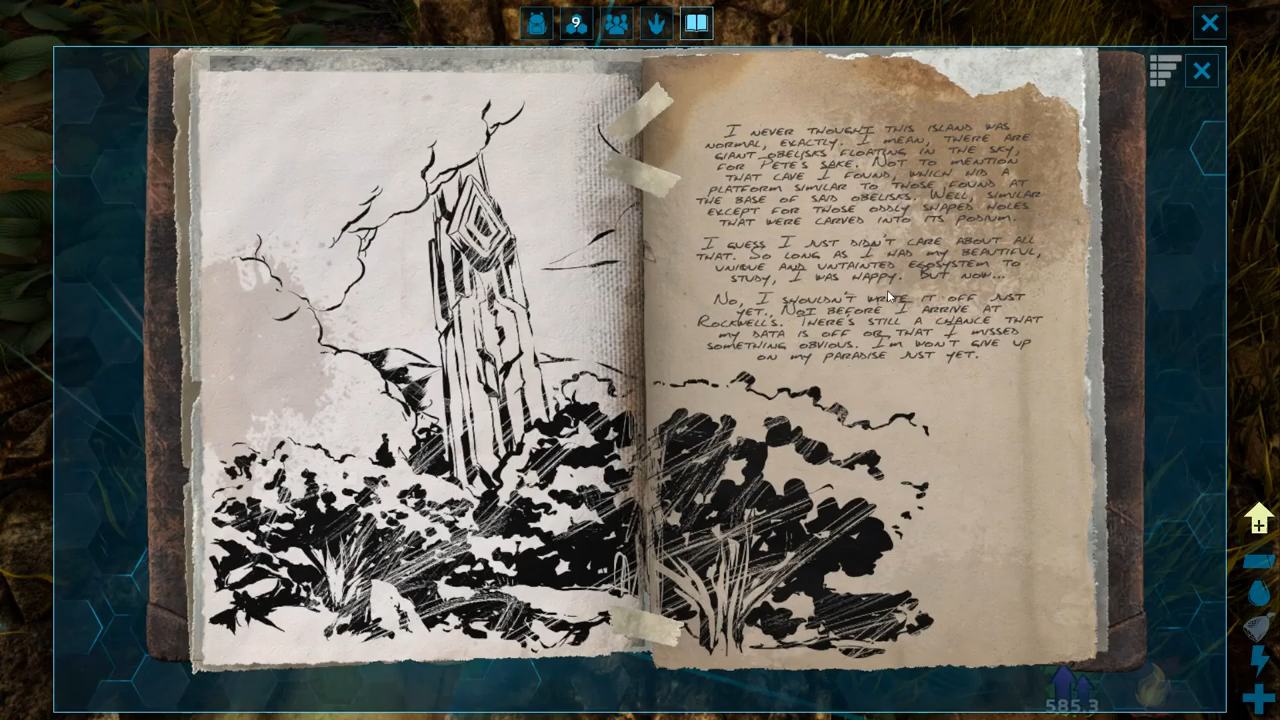 9
I NEVER THOUGHT THIS ISLAND WAS
NORMAL, EXACTLY. I MEAN, THERE ARE
GIANT OBELISKS FLOATING IN THE SKY,
FOR PETE'S SAKE. NOT TO MENTION
THAT CAVE I FOUND, WHICH HID A
PLATFORM SIMILAR TO THOSE FOUND AT
THE BASE OF SAID OBELISKS. WELL, SIMILAR
EXCEPT FOR THOSE ODDLY SHAPED HOLES
THAT WERE CARVED INTO ITS PODIUM.
I GUESS I JUST DIDN'T CARE ABOUT ALL
THAT. SO LONG AS I HAD MY BEAUTIFUL,
UNIQUE AND UNTAINTED ECOSYSTEM TO
STUDY, I WAS HAPPY. BUT NOW...
NO, I SHOULDN'T WRITE IT OFF JUST
YET. NOT BEFORE I ARRIVE AT
ROCKWELL'S. THERE'S STILL A CHANCE THAT
MY DATA IS OFF OR THAT I MISSED
SOMETHING OBVIOUS. I'M WON'T GIVE UP
ON MY PARADISE JUST YET.
585.3